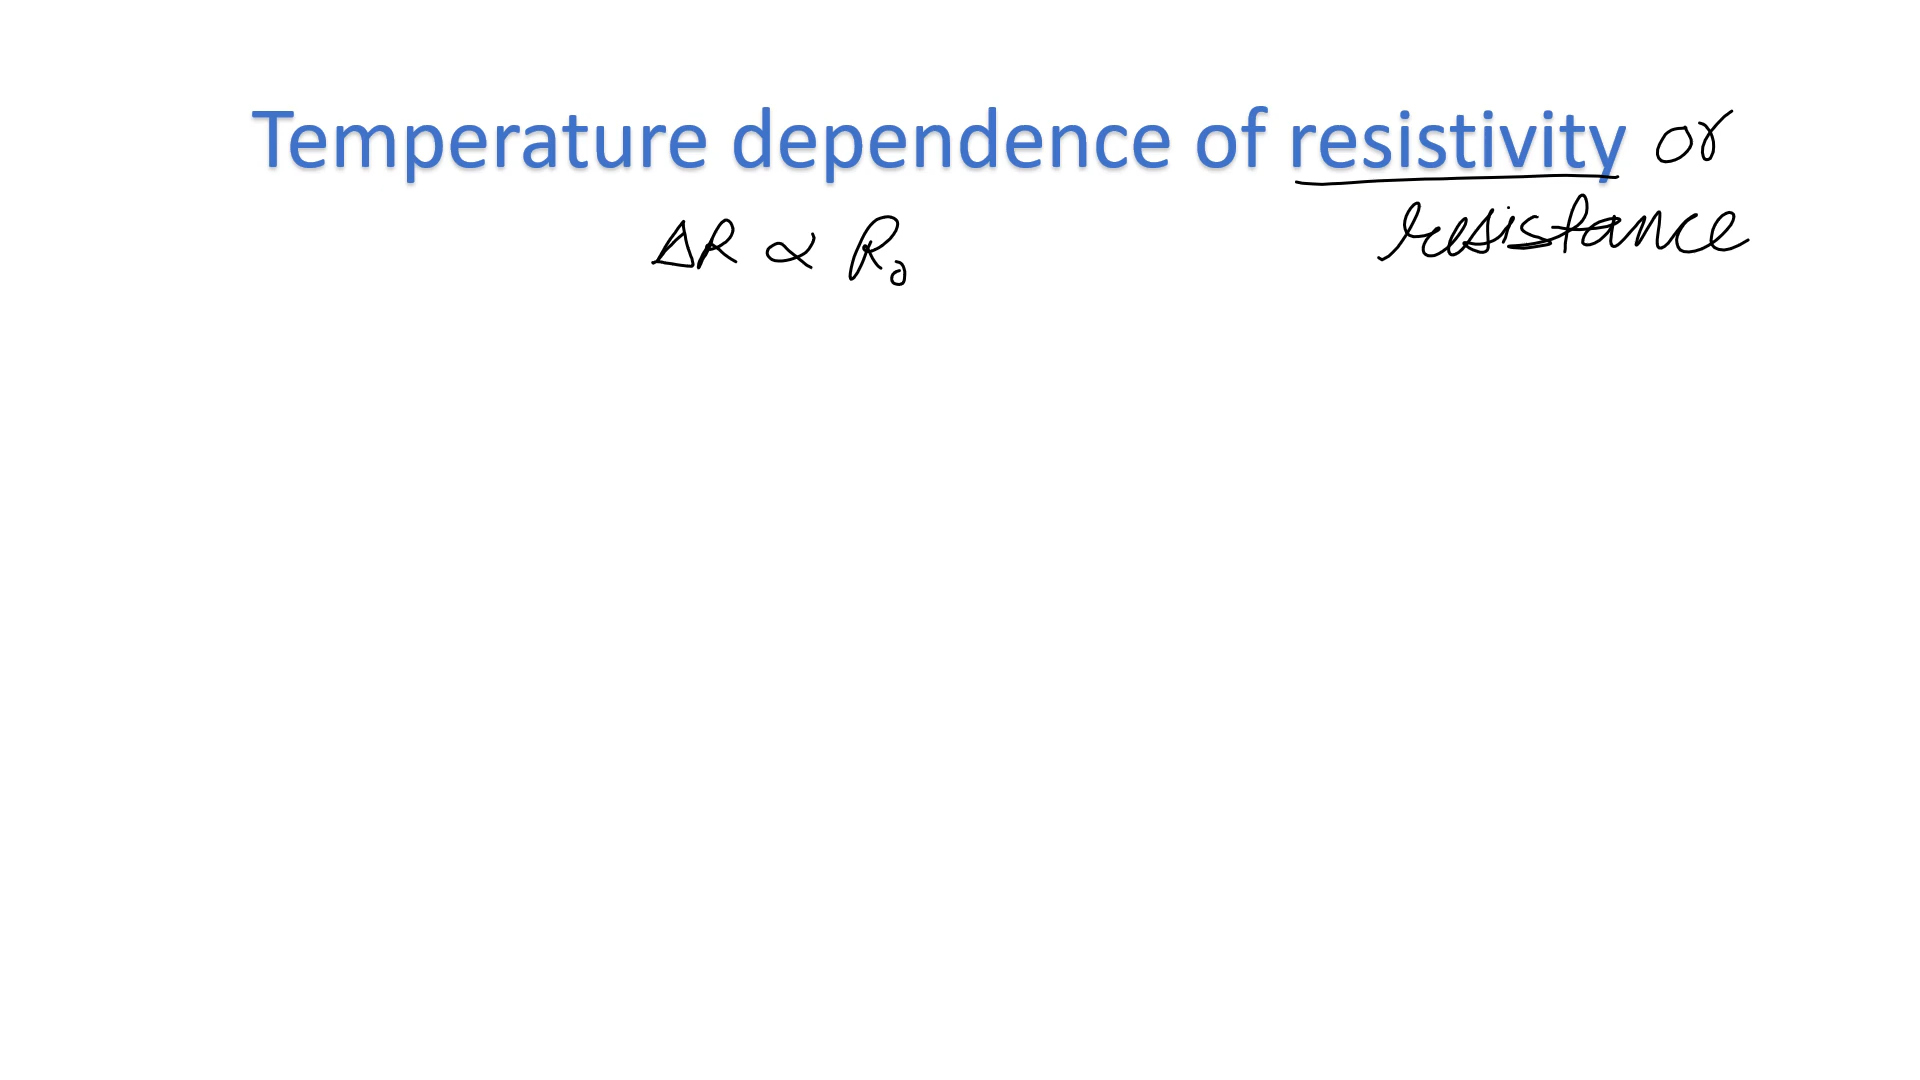 Temperature dependence of resistivity or
resistance
ΔR ∝ R₀